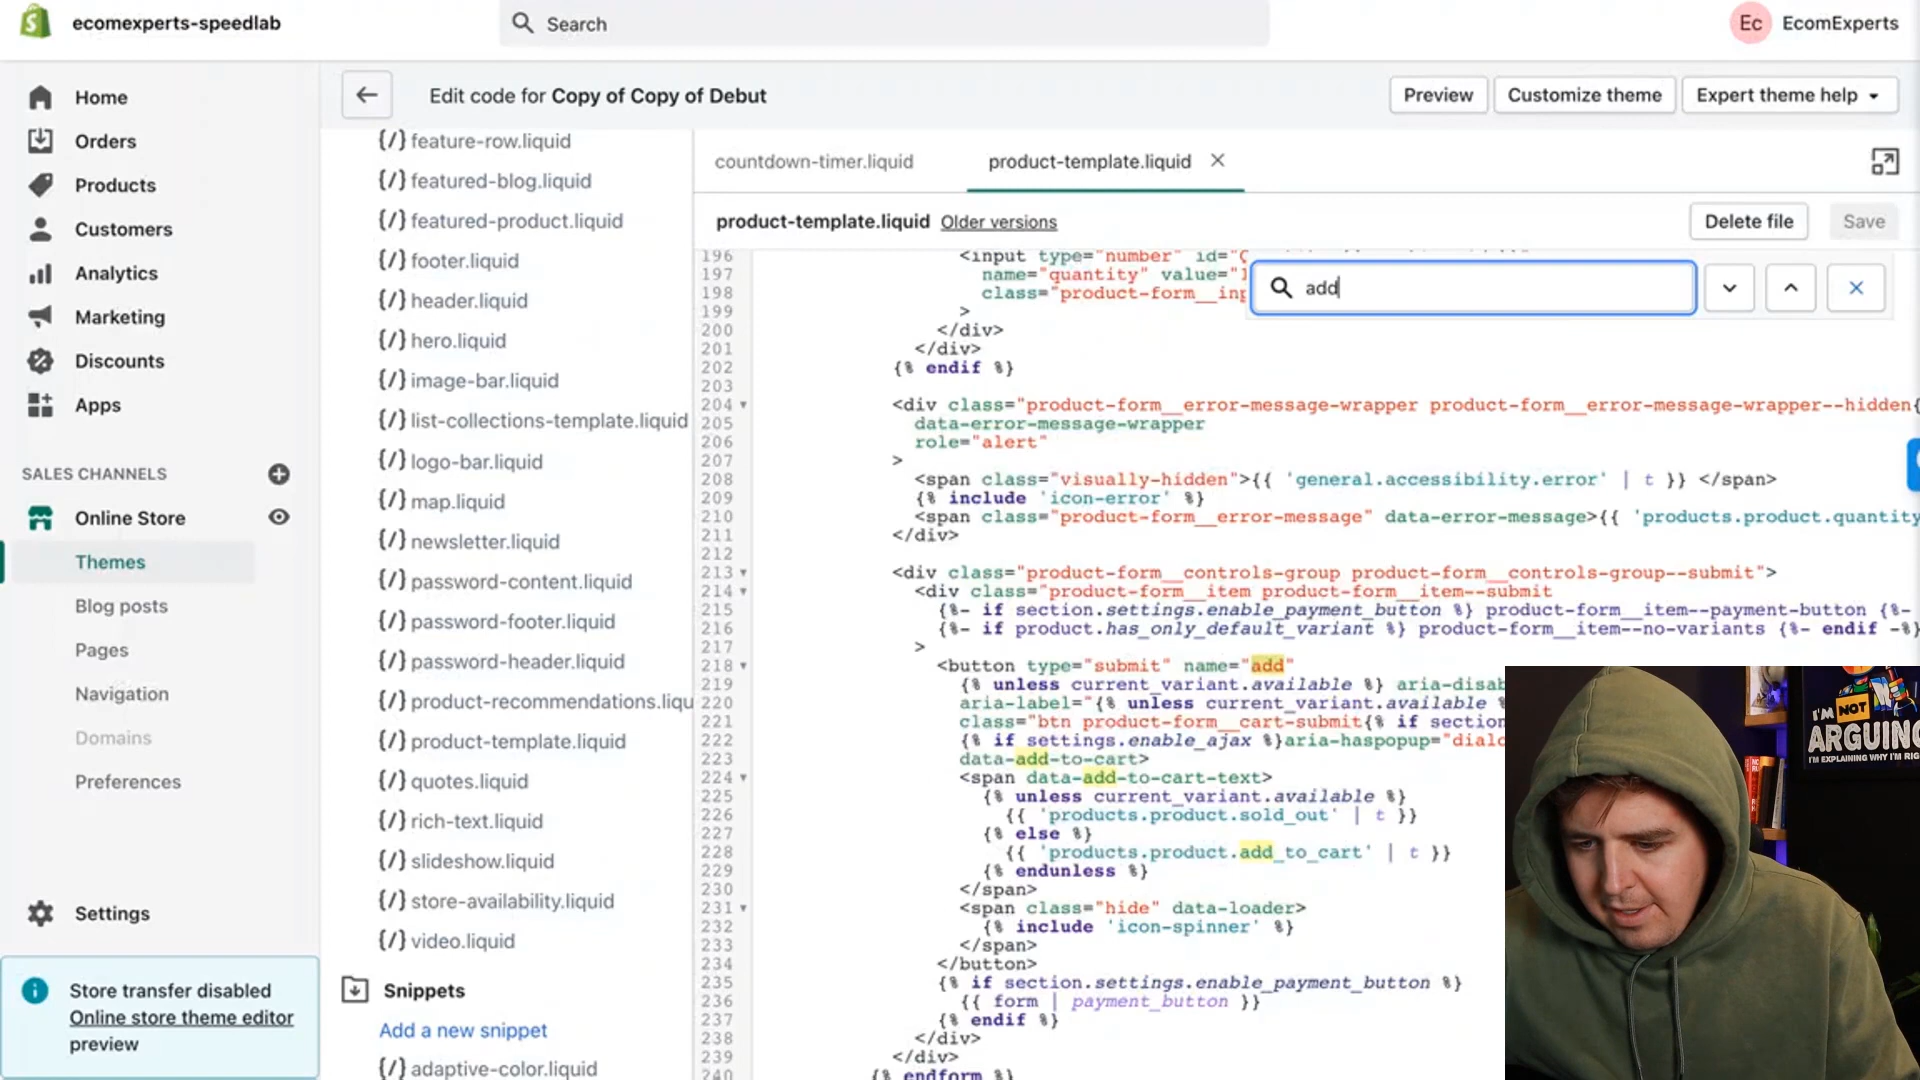 ecomexperts-speedlab
Search
Ec EcomExperts
Home
Orders
Products
Customers
Analytics
Marketing
Discounts
Apps
SALES CHANNELS
Online Store
Themes
Blog posts
Pages
Navigation
Domains
Preferences
Settings
Store transfer disabled
Online store theme editor
preview
Edit code for Copy of Copy of Debut
Preview
Customize theme
Expert theme help
{/} feature-row.liquid
{/} featured-blog.liquid
{/} featured-product.liquid
{/} footer.liquid
{/} header.liquid
{/} hero.liquid
{/} image-bar.liquid
{/} list-collections-template.liquid
{/} logo-bar.liquid
{/} map.liquid
{/} newsletter.liquid
{/} password-content.liquid
{/} password-footer.liquid
{/} password-header.liquid
{/} product-recommendations.liqu
{/} product-template.liquid
{/} quotes.liquid
{/} rich-text.liquid
{/} slideshow.liquid
{/} store-availability.liquid
{/} video.liquid
Snippets
Add a new snippet
{/} adaptive-color.liquid
countdown-timer.liquid
product-template.liquid
product-template.liquid Older versions
Delete file
Save
add
196 <input type="number" id="
197 name="quantity" value="
198 class="product-form__inp
199 >
200 </div>
201 </div>
202 {% endif %}
203
204 <div class="product-form__error-message-wrapper product-form__error-message-wrapper--hidden{
205 data-error-message-wrapper
206 role="alert"
207 >
208 <span class="visually-hidden">{{ 'general.accessibility.error' | t }} </span>
209 {% include 'icon-error' %}
210 <span class="product-form__error-message" data-error-message>{{ 'products.product.quantity
211 </div>
212
213 <div class="product-form__controls-group product-form__controls-group--submit">
214 <div class="product-form__item product-form__item--submit
215 {%- if section.settings.enable_payment_button %} product-form__item--payment-button {%-
216 {%- if product.has_only_default_variant %} product-form__item--no-variants {%- endif -%}
217 >
218 <button type="submit" name="add"
219 {% unless current_variant.available %} aria-disab
220 aria-label="{% unless current_variant.available %
221 class="btn product-form__cart-submit{% if section
222 {% if settings.enable_ajax %}aria-haspopup="dialo
223 data-add-to-cart>
224 <span data-add-to-cart-text>
225 {% unless current_variant.available %}
226 {{ 'products.product.sold_out' | t }}
227 {% else %}
228 {{ 'products.product.add_to_cart' | t }}
229 {% endunless %}
230 </span>
231 <span class="hide" data-loader>
232 {% include 'icon-spinner' %}
233 </span>
234 </button>
235 {% if section.settings.enable_payment_button %}
236 {{ form | payment_button }}
237 {% endif %}
238 </div>
239 </div>
240 {% endform %}
I'M NOT
ARGUING
I'M EXPLAINING WHY I'M RIG